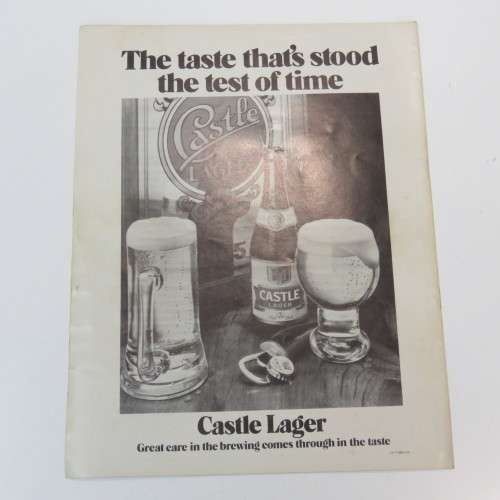 The taste that's stood
the test of time
Castle
LAGER
CASTLE
LAGER
Castle Lager
Great care in the brewing comes through in the taste